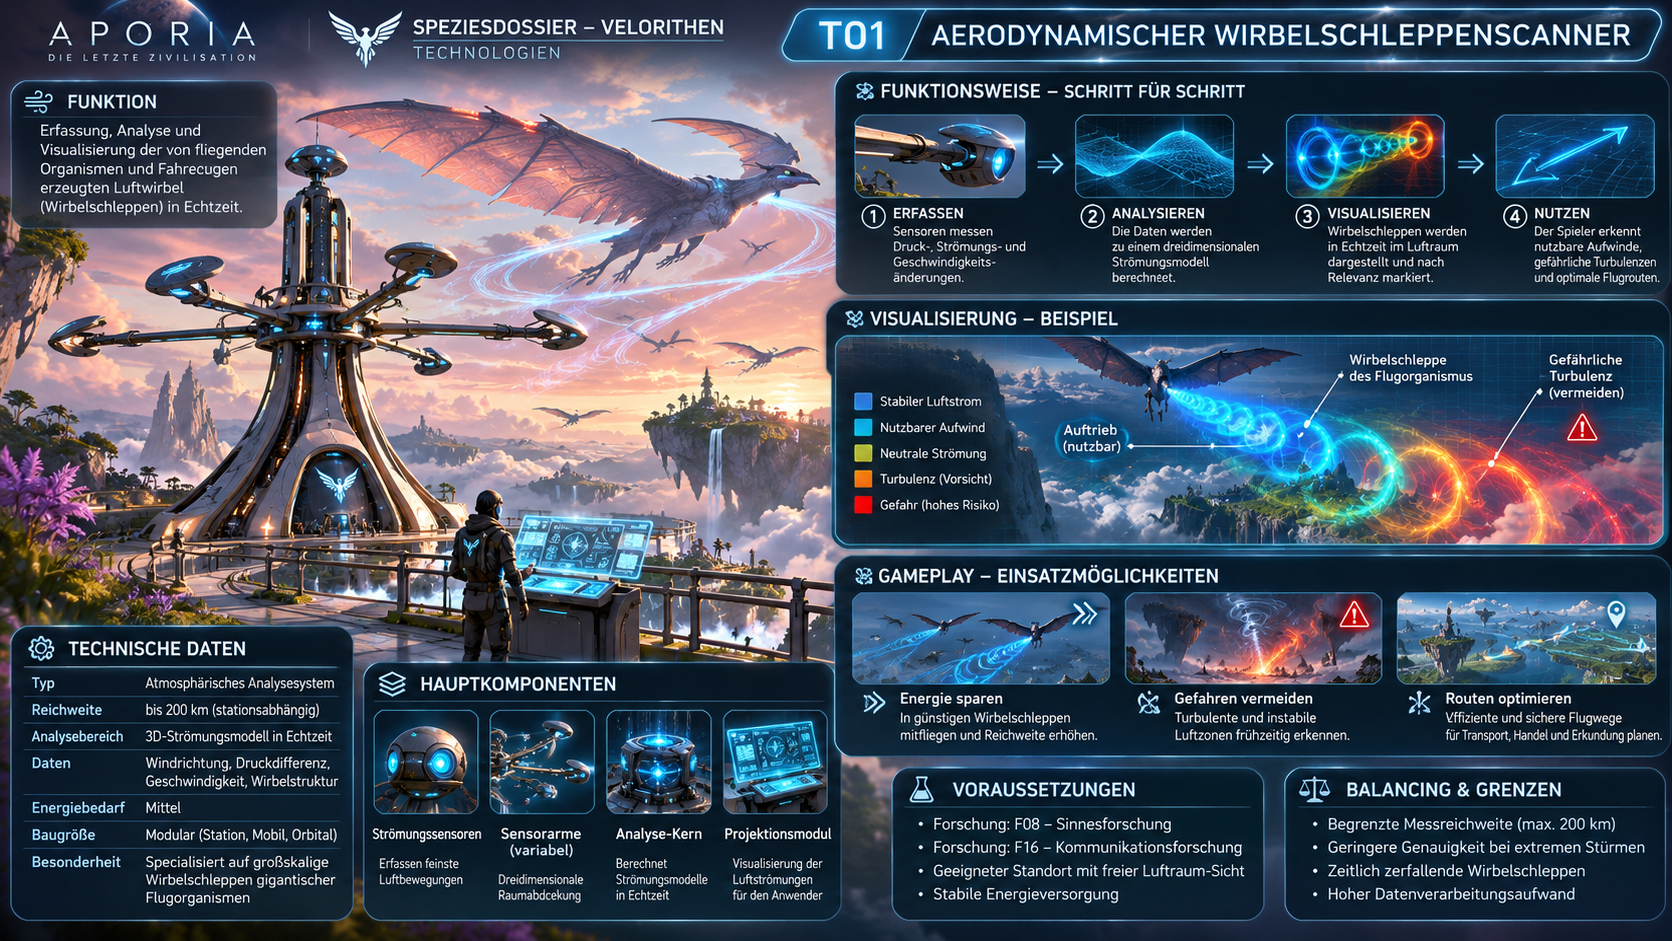 APORIA
DIE LETZTE ZIVILISATION
SPEZIESDOSSIER – VELORITHEN
TECHNOLOGIEN
T01
AERODYNAMISCHER WIRBELSCHLEPPENSCANNER
FUNKTION
Erfassung, Analyse und
Visualisierung der von fliegenden
Organismen und Fahrecugen
erzeugten Luftwirbel
(Wirbelschleppen) in Echtzeit.
FUNKTIONSWEISE – SCHRITT FÜR SCHRITT
1 ERFASSEN
Sensoren messen
Druck-, Strömungs- und
Geschwindigkeits-
änderungen.
2 ANALYSIEREN
Die Daten werden
zu einem dreidimensionalen
Strömungsmodell
berechnet.
3 VISUALISIEREN
Wirbelschleppen werden
in Echtzeit im Luftraum
dargestellt und nach
Relevanz markiert.
4 NUTZEN
Der Spieler erkennt
nutzbare Aufwinde,
gefährliche Turbulenzen
und optimale Flugrouten.
VISUALISIERUNG – BEISPIEL
Stabiler Luftstrom
Nutzbarer Aufwind
Neutrale Strömung
Turbulenz (Vorsicht)
Gefahr (hohes Risiko)
Auftrieb
(nutzbar)
Wirbelschleppe
des Flugorganismus
Gefährliche
Turbulenz
(vermeiden)
GAMEPLAY – EINSATZMÖGLICHKEITEN
Energie sparen
In günstigen Wirbelschleppen
mitfliegen und Reichweite erhöhen.
Gefahren vermeiden
Turbulente und instabile
Luftzonen frühzeitig erkennen.
Routen optimieren
V̈ffiziente und sichere Flugwege
für Transport, Handel und Erkundung planen.
TECHNISCHE DATEN
Typ Atmosphärisches Analysesystem
Reichweite bis 200 km (stationsabhängig)
Analysebereich 3D-Strömungsmodell in Echtzeit
Daten Windrichtung, Druckdifferenz,
Geschwindigkeit, Wirbelstruktur
Energiebedarf Mittel
Baugröße Modular (Station, Mobil, Orbital)
Besonderheit Specialisiert auf großskalige
Wirbelschleppen gigantischer
Flugorganismen
HAUPTKOMPONENTEN
Strömungssensoren
Erfassen feinste
Luftbewegungen
Sensorarme
(variabel)
Dreidimensionale
Raumabdcekung
Analyse-Kern
Berechnet
Strömungsmodelle
in Echtzeit
Projektionsmodul
Visualisierung der
Luftströmungen
für den Anwender
VORAUSSETZUNGEN
• Forschung: F08 – Sinnesforschung
• Forschung: F16 – Kommunikationsforschung
• Geeigneter Standort mit freier Luftraum-Sicht
• Stabile Energieversorgung
BALANCING & GRENZEN
• Begrenzte Messreichweite (max. 200 km)
• Geringere Genauigkeit bei extremen Stürmen
• Zeitlich zerfallende Wirbelschleppen
• Hoher Datenverarbeitungsaufwand